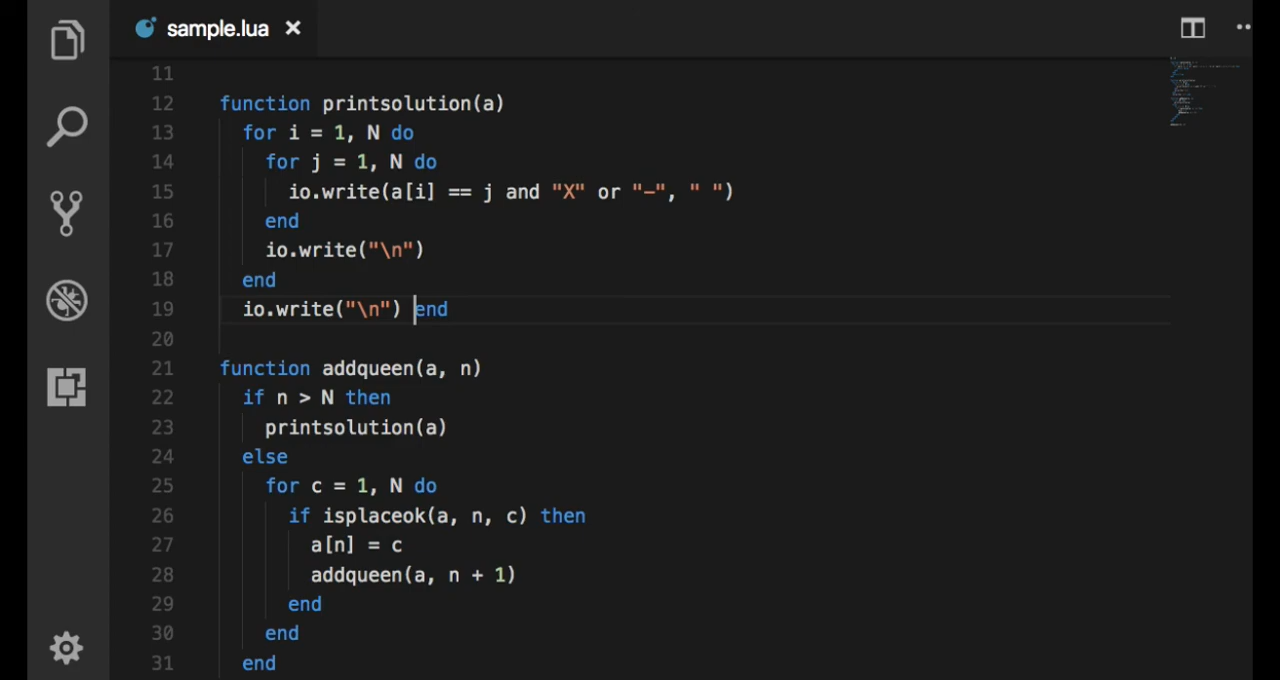 sample.lua ×
11
12 function printsolution(a)
13 for i = 1, N do
14 for j = 1, N do
15 io.write(a[i] == j and "X" or "-", " ")
16 end
17 io.write("\n")
18 end
19 io.write("\n") end
20
21 function addqueen(a, n)
22 if n > N then
23 printsolution(a)
24 else
25 for c = 1, N do
26 if isplaceok(a, n, c) then
27 a[n] = c
28 addqueen(a, n + 1)
29 end
30 end
31 end